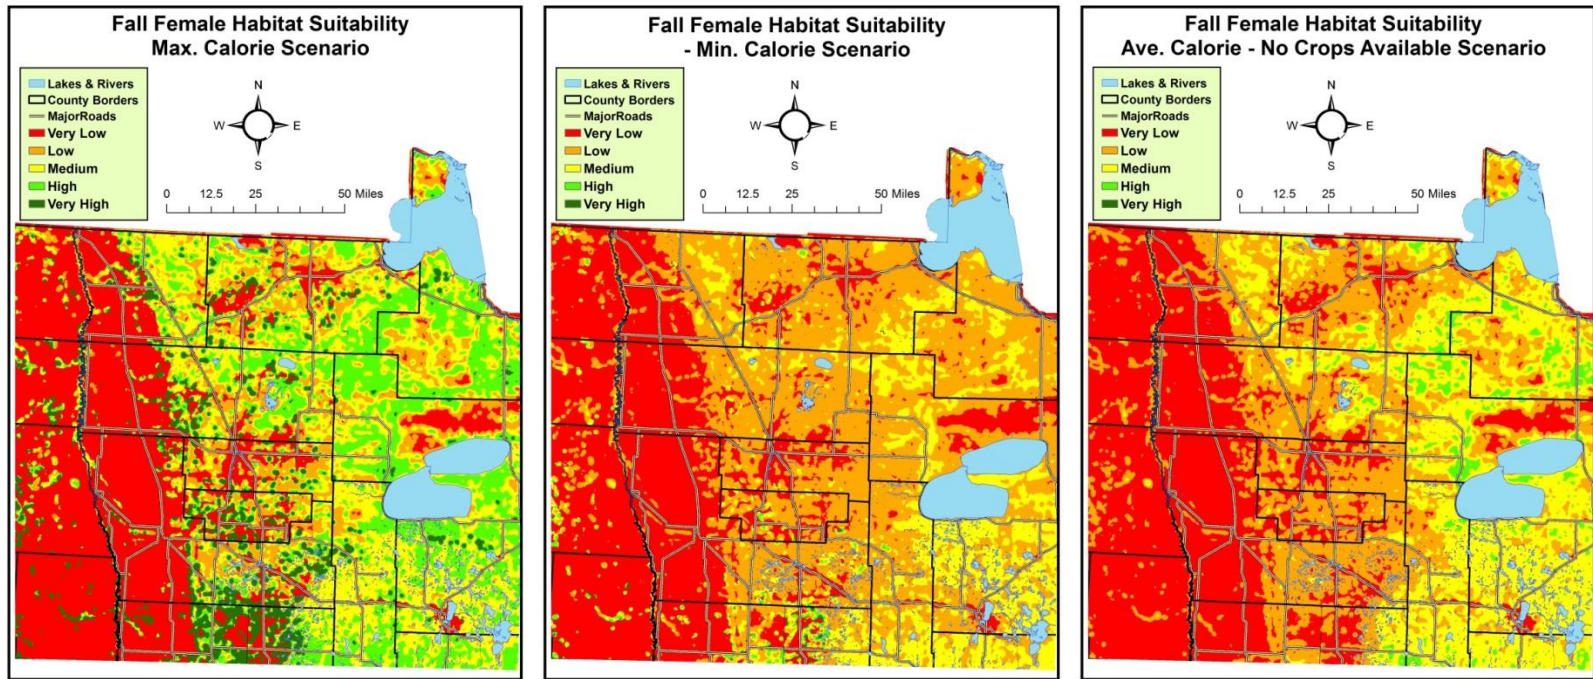 Fall Female Habitat Suitability
Max. Calorie Scenario
Lakes & Rivers
County Borders
MajorRoads
Very Low
Low
Medium
High
Very High
N
W
E
S
0 12.5 25 50 Miles
Fall Female Habitat Suitability
- Min. Calorie Scenario
Lakes & Rivers
County Borders
MajorRoads
Very Low
Low
Medium
High
Very High
N
W
E
S
0 12.5 25 50 Miles
Fall Female Habitat Suitability
Ave. Calorie - No Crops Available Scenario
Lakes & Rivers
County Borders
MajorRoads
Very Low
Low
Medium
High
Very High
N
W
E
S
0 12.5 25 50 Miles